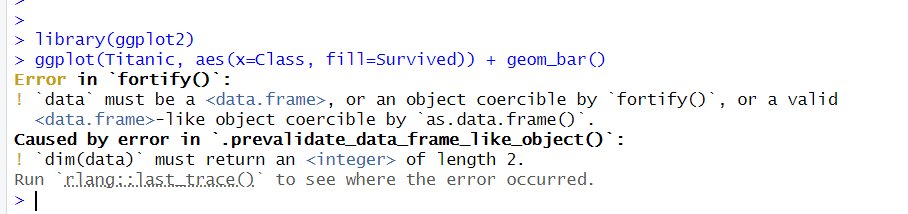 >
>
> library(ggplot2)
> ggplot(Titanic, aes(x=Class, fill=Survived)) + geom_bar()
Error in `fortify()`:
! `data` must be a <data.frame>, or an object coercible by `fortify()`, or a valid
  <data.frame>-like object coercible by `as.data.frame()`.
Caused by error in `.prevalidate_data_frame_like_object()`:
! `dim(data)` must return an <integer> of length 2.
Run `rlang::last_trace()` to see where the error occurred.
>